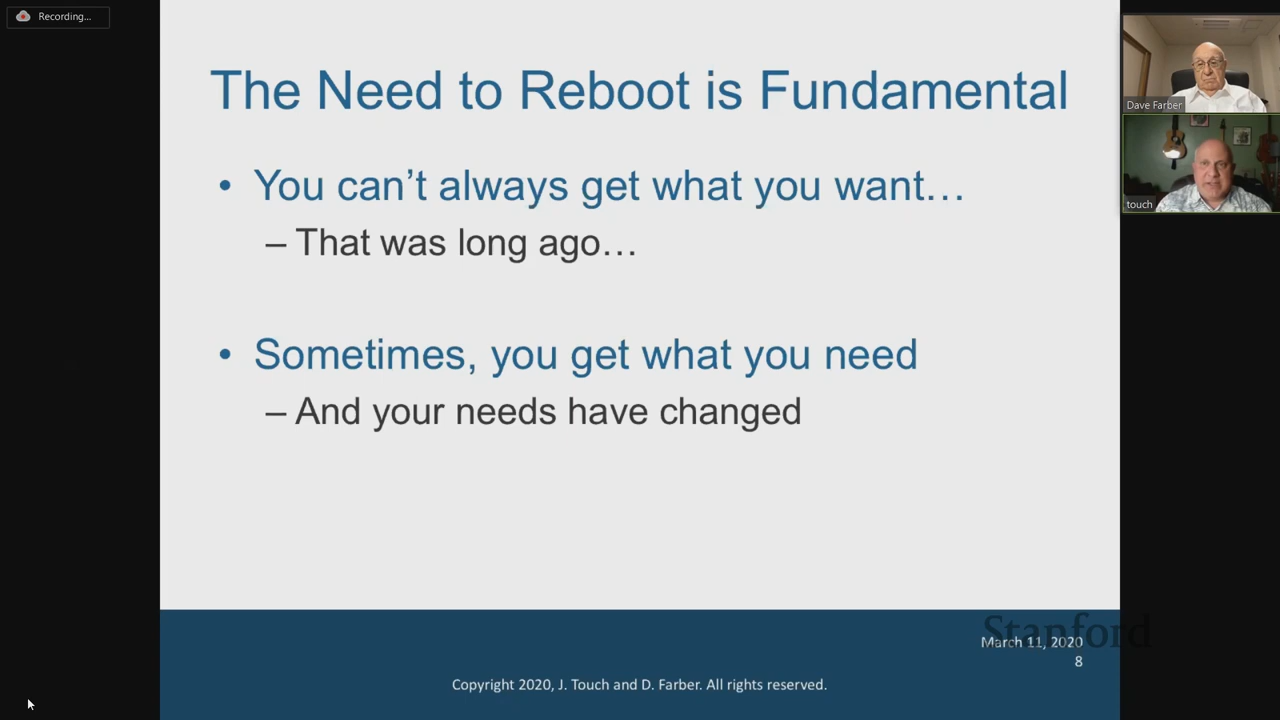 Recording...
The Need to Reboot is Fundamental
• You can’t always get what you want…
– That was long ago…
• Sometimes, you get what you need
– And your needs have changed
Dave Farber
touch
Stanford
March 11, 2020
8
Copyright 2020, J. Touch and D. Farber. All rights reserved.